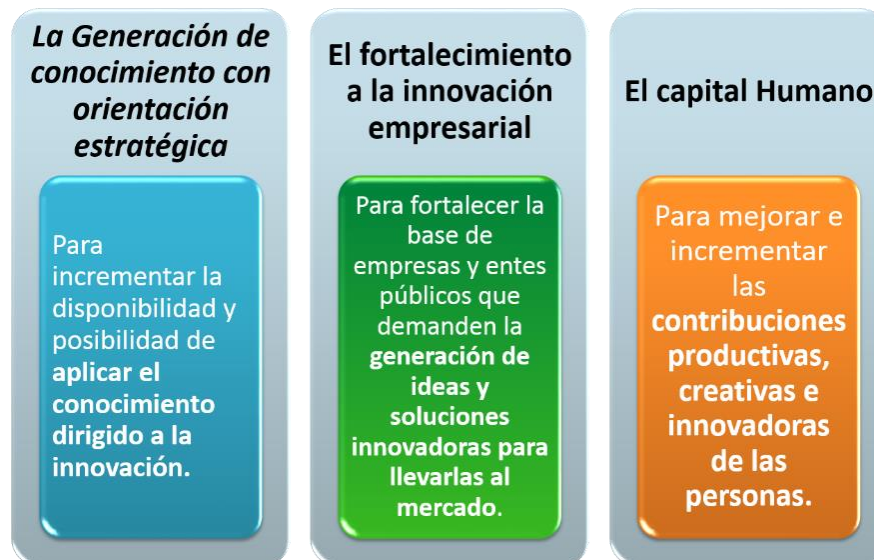 La Generación de
conocimiento con
orientación
estratégica
Para
incrementar la
disponibilidad y
posibilidad de
aplicar el
conocimiento
dirigido a la
innovación.
El fortalecimiento
a la innovación
empresarial
Para fortalecer la
base de
empresas y entes
públicos que
demanden la
generación de
ideas y
soluciones
innovadoras para
llevarlas al
mercado.
El capital Humano
Para mejorar e
incrementar
las
contribuciones
productivas,
creativas e
innovadoras
de las
personas.